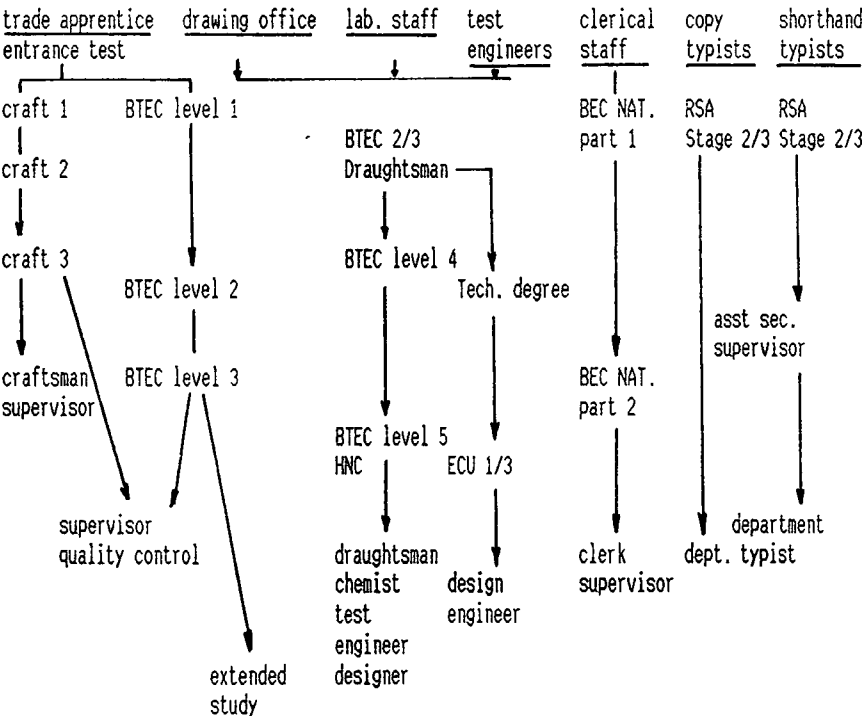 trade apprentice drawing office lab. staff test clerical copy shorthand
entrance test engineers staff typists typists
craft 1 BTEC level 1 BEC NAT. RSA RSA
BTEC 2/3 part 1 Stage 2/3 Stage 2/3
craft 2 Draughtsman
craft 3 BTEC level 4
BTEC level 2 Tech. degree
asst sec.
supervisor
craftsman BTEC level 3 BEC NAT.
supervisor part 2
BTEC level 5
HNC ECU 1/3
supervisor department
quality control draughtsman clerk dept. typist
chemist design supervisor
test engineer
engineer
extended designer
study